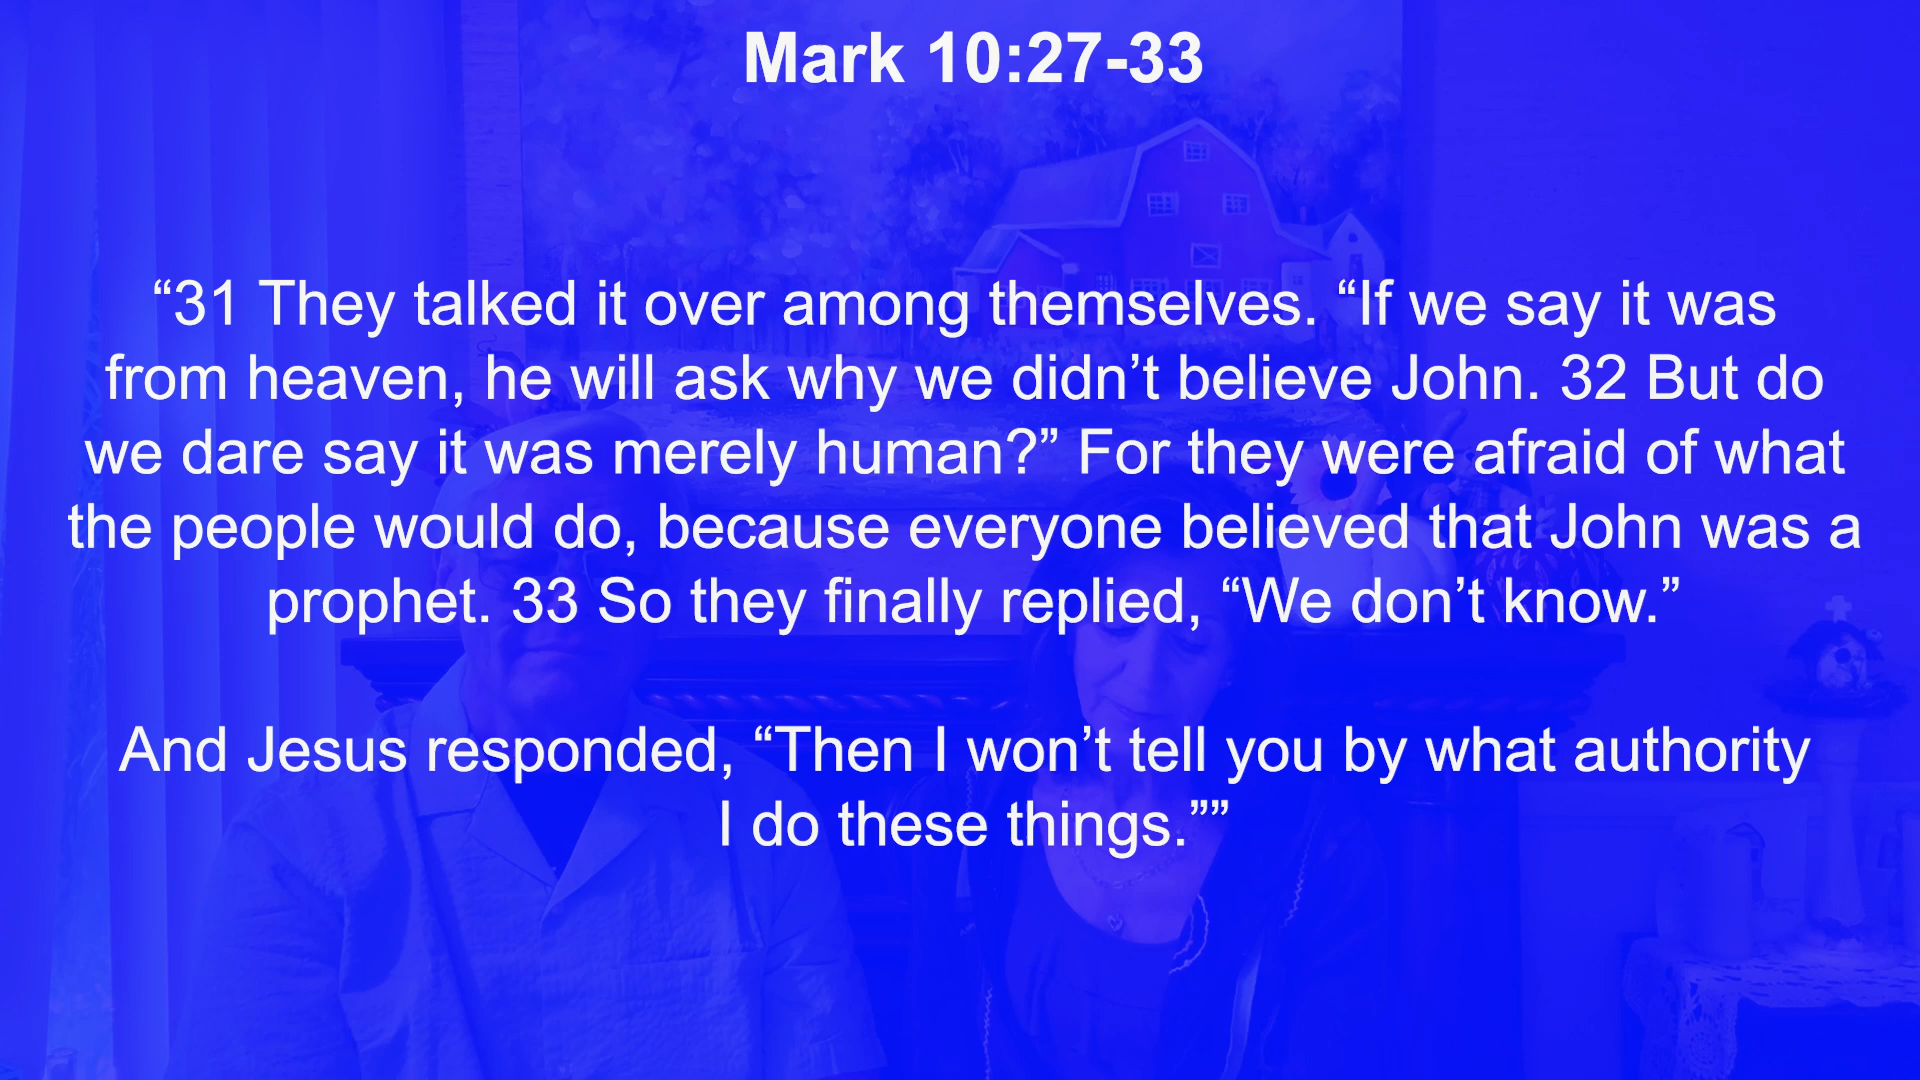 Mark 10:27-33
“31 They talked it over among themselves. “If we say it was
from heaven, he will ask why we didn’t believe John. 32 But do
we dare say it was merely human?” For they were afraid of what
the people would do, because everyone believed that John was a
prophet. 33 So they finally replied, “We don’t know.”
And Jesus responded, “Then I won’t tell you by what authority
I do these things.””